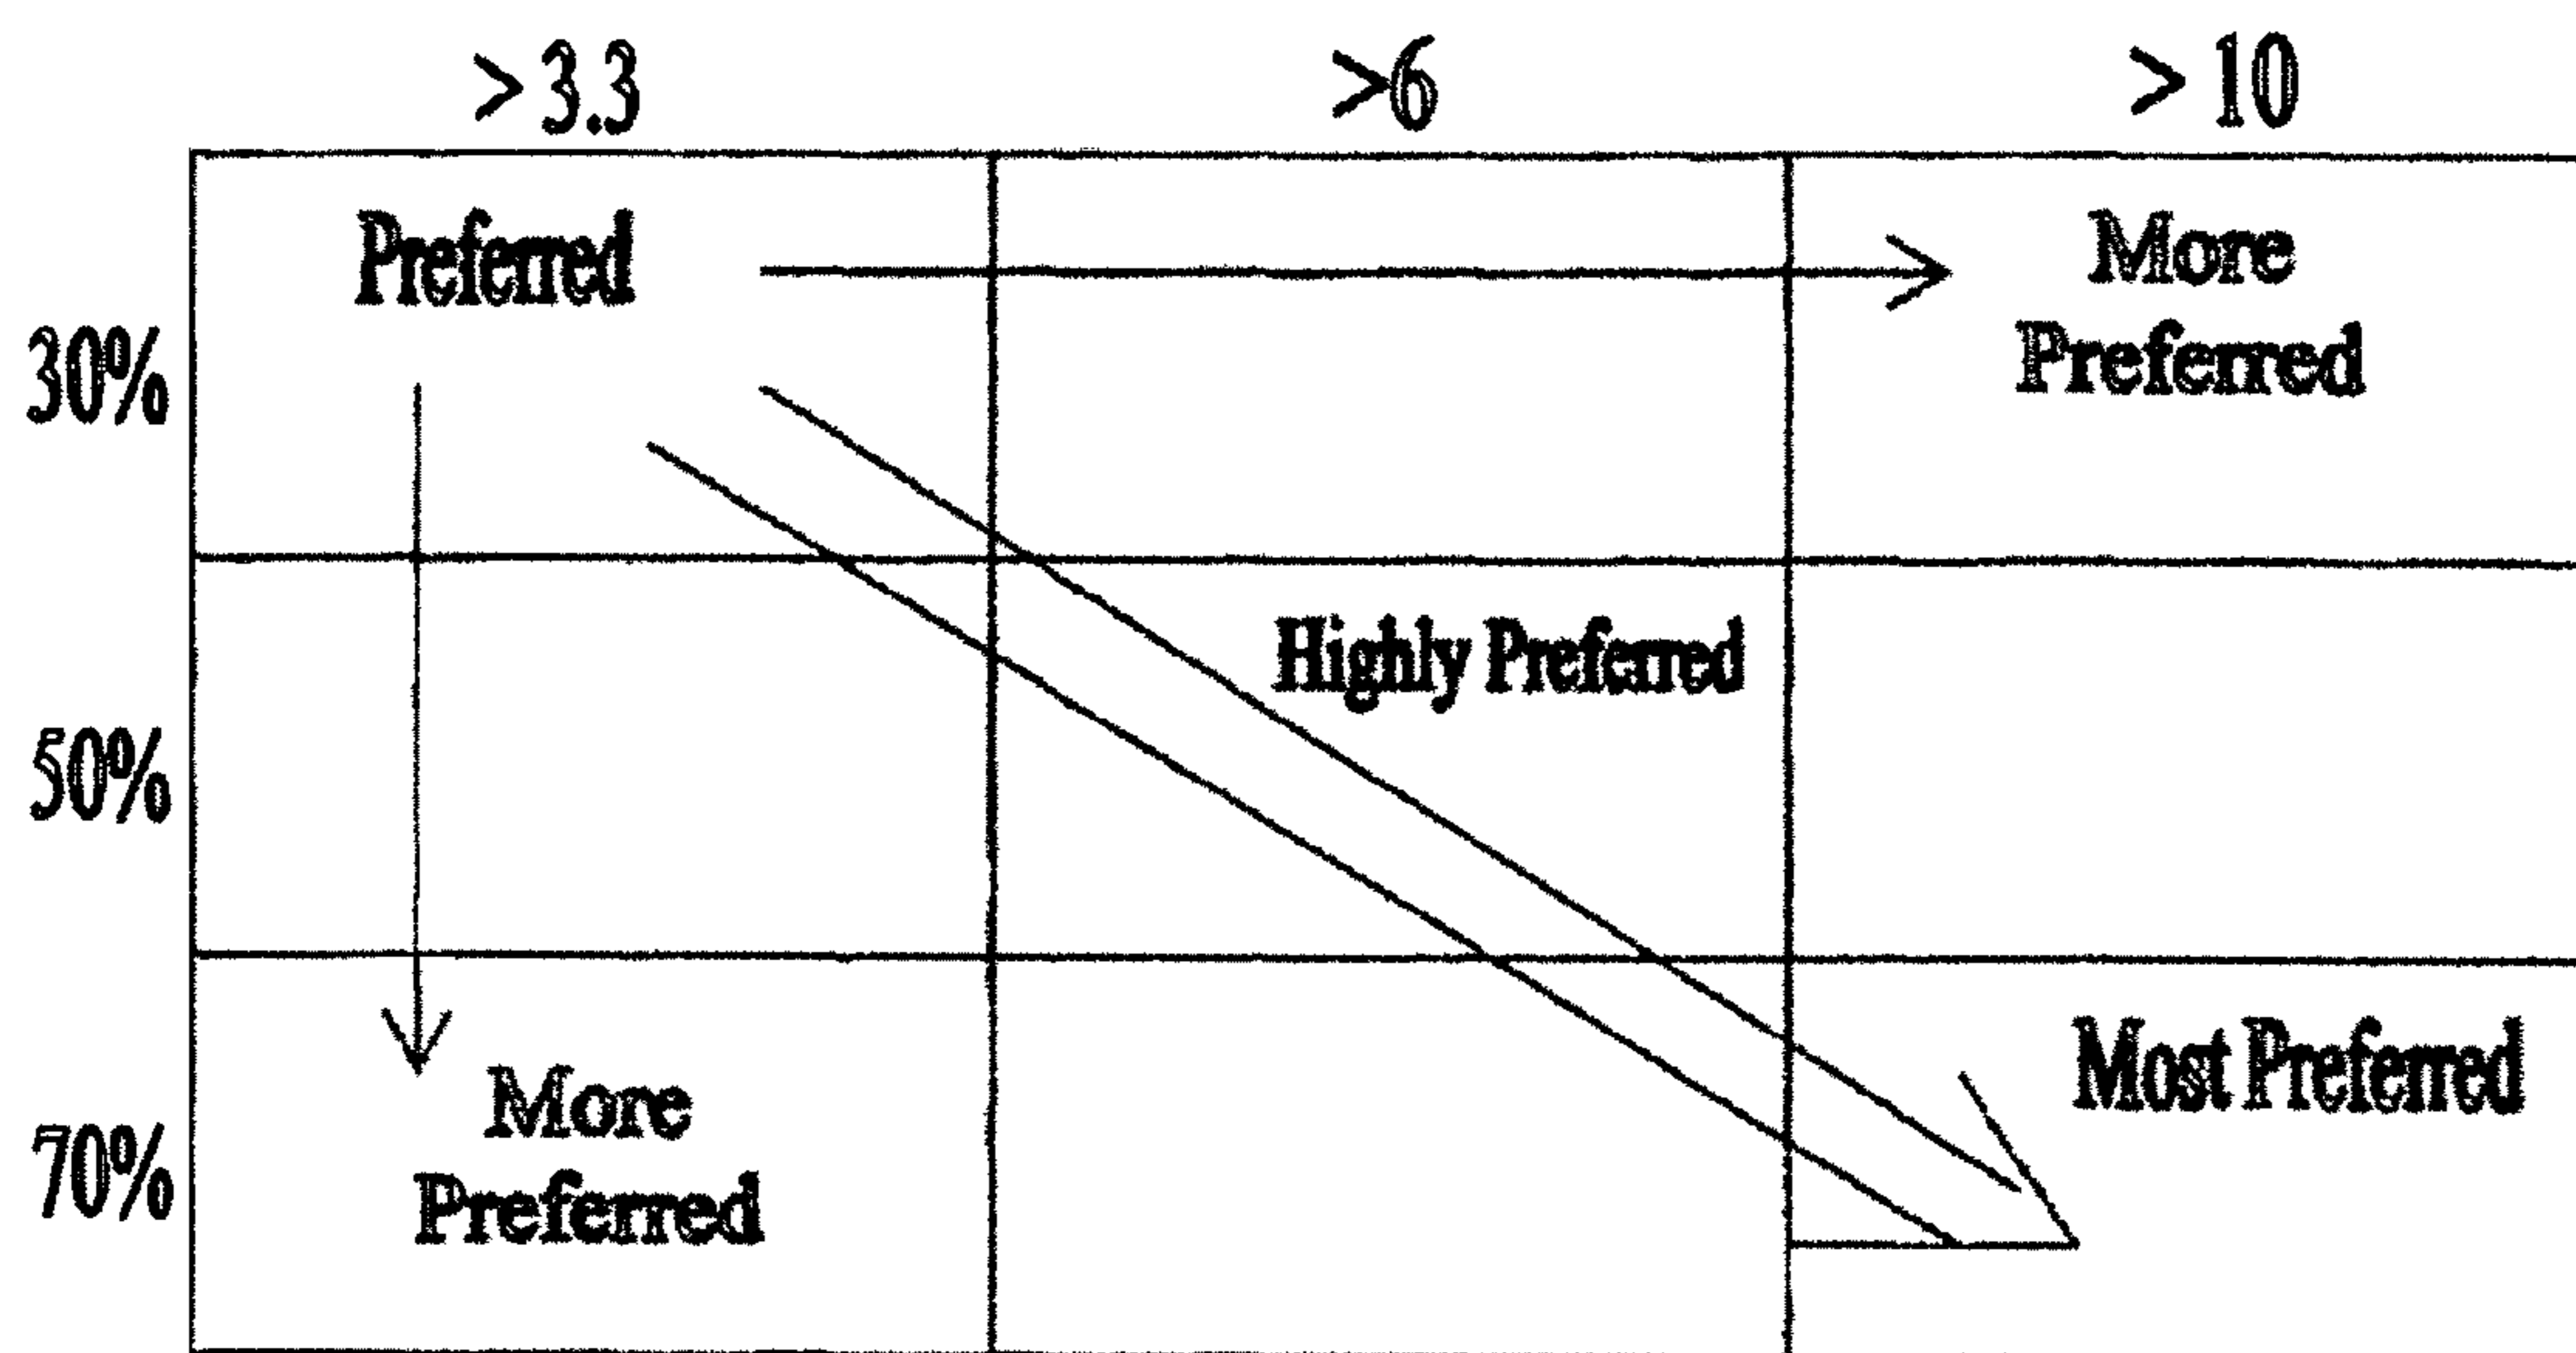 > 3.3 >6 > 10
Preferred
More
Preferred
30%
Highly Preferred
50%
Most Preferred
More
Preferred
70%